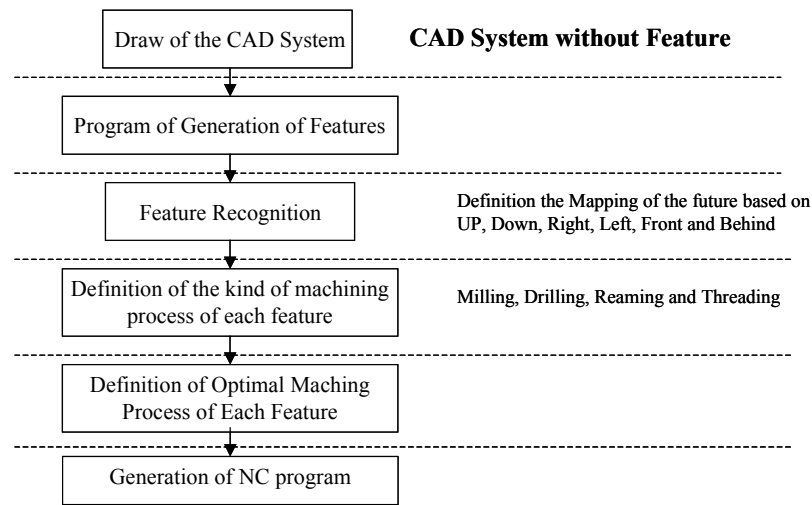 Draw of the CAD System
CAD System without Feature
Program of Generation of Features
Feature Recognition
Definition the Mapping of the future based on
UP, Down, Right, Left, Front and Behind
Definition of the kind of machining
process of each feature
Milling, Drilling, Reaming and Threading
Definition of Optimal Maching
Process of Each Feature
Generation of NC program